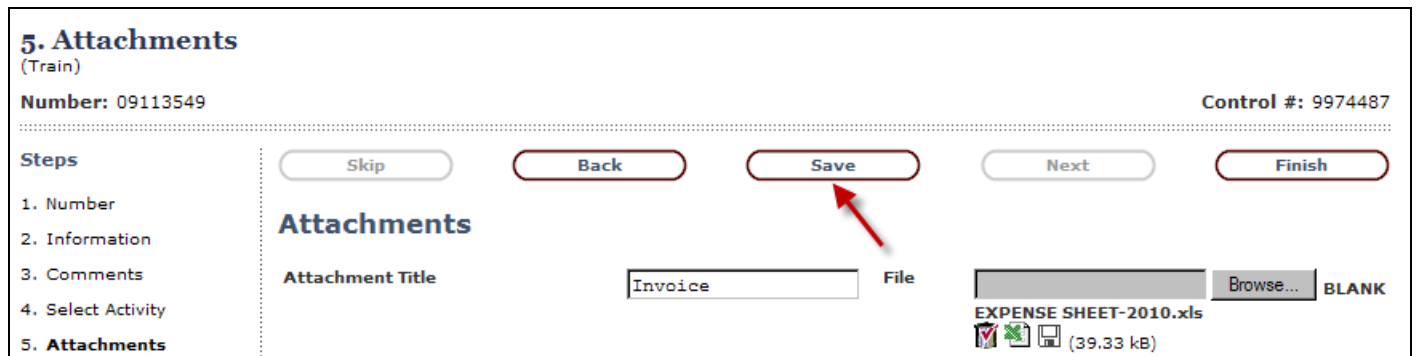 5. Attachments
(Train)
Number: 09113549 Control #: 9974487
Steps
Skip Back Save Next Finish
1. Number
2. Information
3. Comments
4. Select Activity
5. Attachments
Attachments
Attachment Title Invoice File Browse... BLANK
EXPENSE SHEET-2010.xls
(39.33 kB)